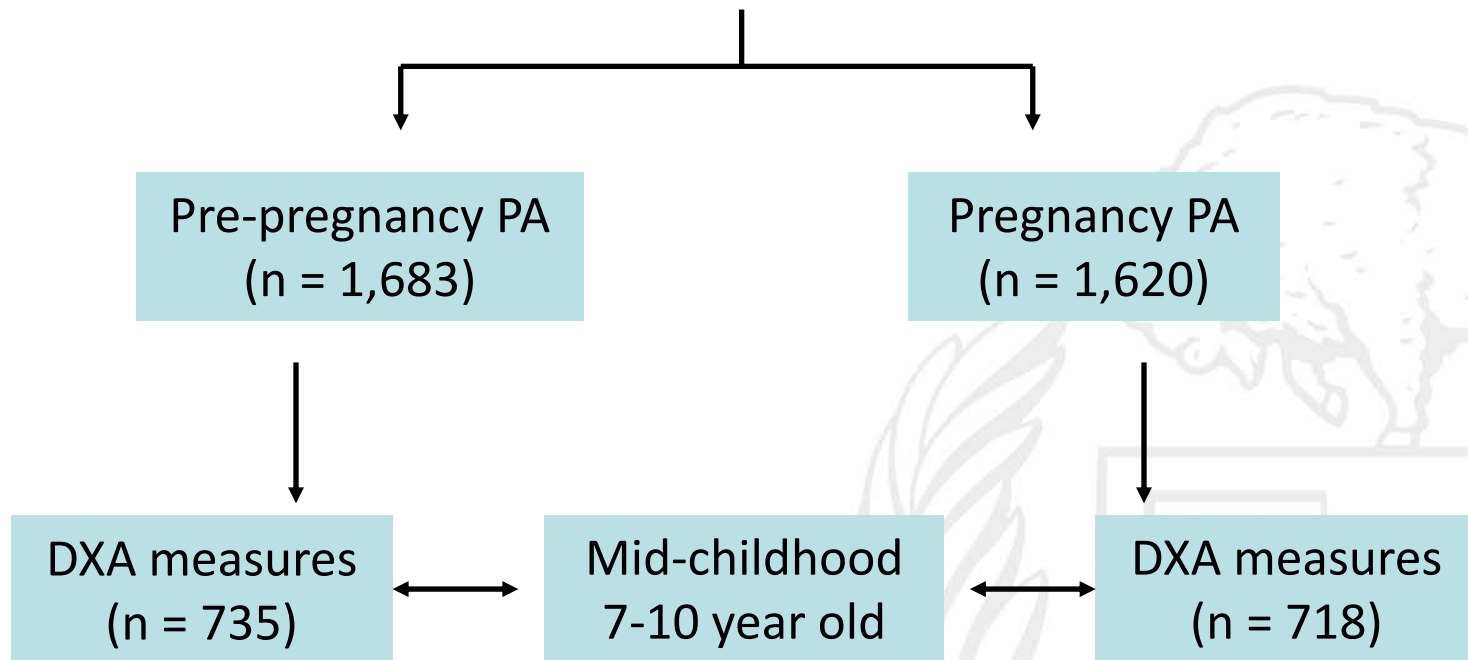 Pre-pregnancy PA
(n = 1,683)
Pregnancy PA
(n = 1,620)
DXA measures
(n = 735)
Mid-childhood
7-10 year old
DXA measures
(n = 718)